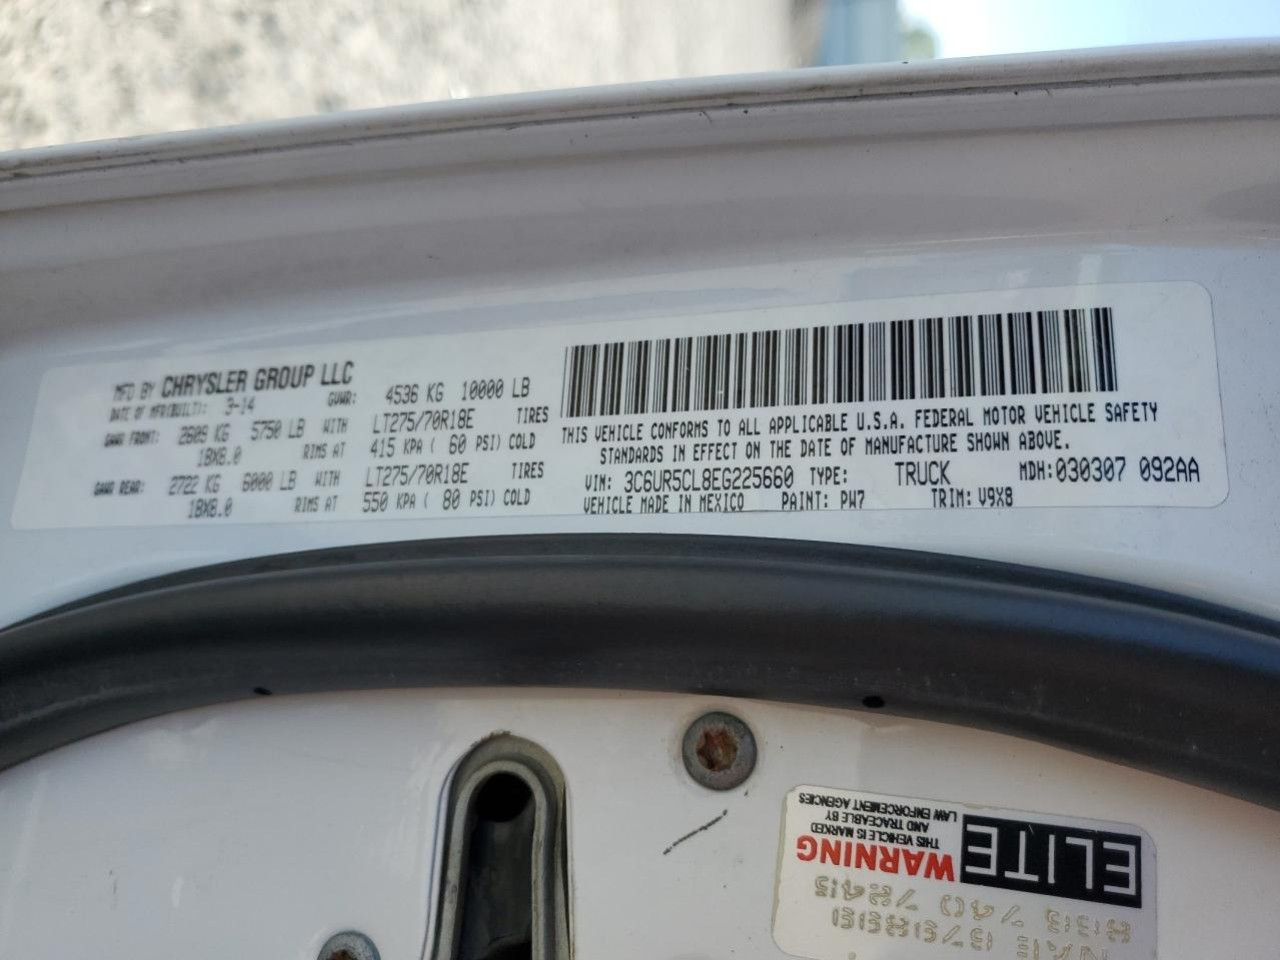 MFD BY CHRYSLER GROUP LLC
DATE OF MFR(BUILT): 3-14 GVWR: 4536 KG 10000 LB
GAWR FRONT: 2609 KG 5750 LB WITH LT275/70R18E TIRES
18X8.0 RIMS AT 415 KPA ( 60 PSI) COLD
GAWR REAR: 2722 KG 6000 LB WITH LT275/70R18E TIRES
18X8.0 RIMS AT 550 KPA ( 80 PSI) COLD
THIS VEHICLE CONFORMS TO ALL APPLICABLE U.S.A. FEDERAL MOTOR VEHICLE SAFETY
STANDARDS IN EFFECT ON THE DATE OF MANUFACTURE SHOWN ABOVE.
VIN: 3C6UR5CL8EG225660 TYPE: TRUCK MDH:030307 092AA
VEHICLE MADE IN MEXICO PAINT: PW7 TRIM: V9X8
ELITE
WARNING
THIS VEHICLE IS MARKED
AND TRACEABLE BY
LAW ENFORCEMENT AGENCIES